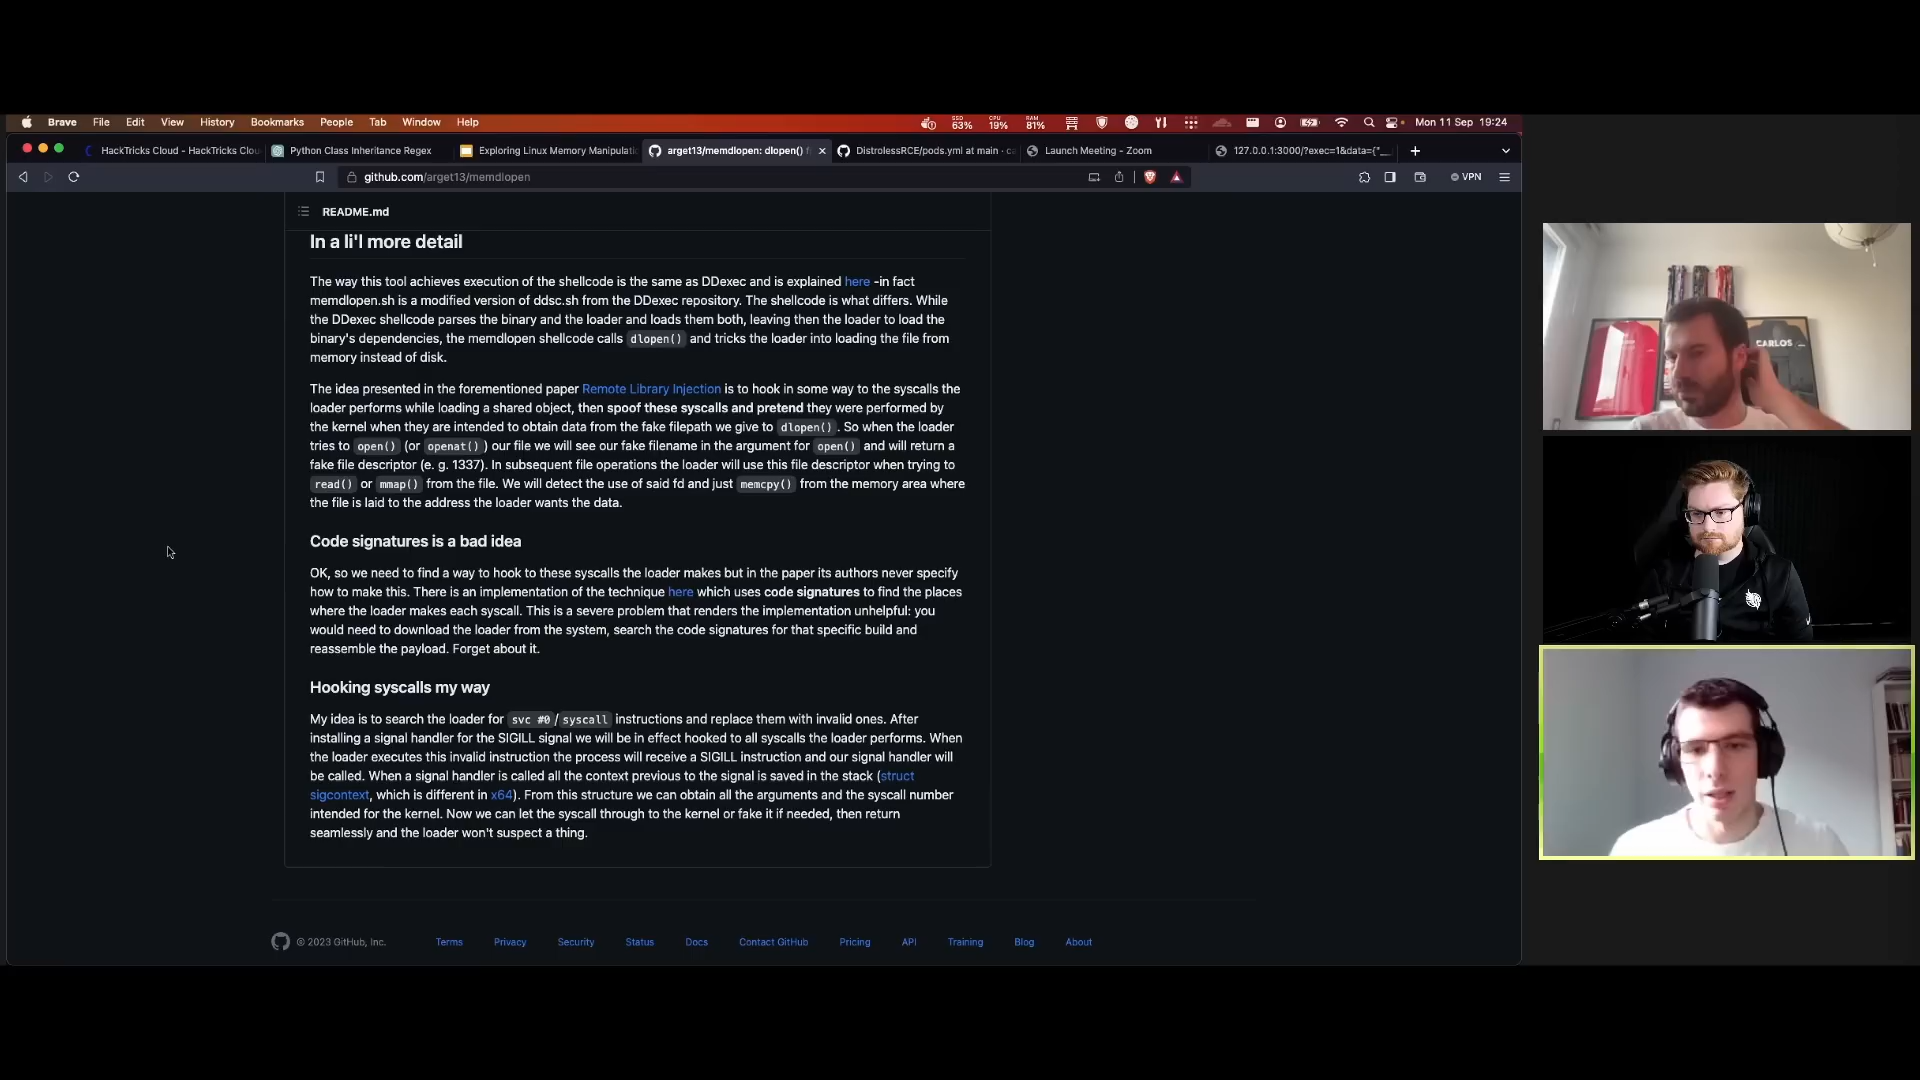 Brave File Edit View History Bookmarks People Tab Window Help SSD 63% CPU 19% RAM 81% Mon 11 Sep 19:24
HackTricks Cloud - HackTricks Clou Python Class Inheritance Regex Exploring Linux Memory Manipulati arget13/memdlopen: dlopen() f DistrolessRCE/pods.yml at main · c Launch Meeting - Zoom 127.0.0.1:3000/?exec=1&data={"__
github.com/arget13/memdlopen VPN
README.md
In a li'l more detail
The way this tool achieves execution of the shellcode is the same as DDexec and is explained here -in fact
memdlopen.sh is a modified version of ddsc.sh from the DDexec repository. The shellcode is what differs. While
the DDexec shellcode parses the binary and the loader and loads them both, leaving then the loader to load the
binary's dependencies, the memdlopen shellcode calls dlopen() and tricks the loader into loading the file from
memory instead of disk.
The idea presented in the forementioned paper Remote Library Injection is to hook in some way to the syscalls the
loader performs while loading a shared object, then spoof these syscalls and pretend they were performed by
the kernel when they are intended to obtain data from the fake filepath we give to dlopen(). So when the loader
tries to open() (or openat()) our file we will see our fake filename in the argument for open() and will return a
fake file descriptor (e. g. 1337). In subsequent file operations the loader will use this file descriptor when trying to
read() or mmap() from the file. We will detect the use of said fd and just memcpy() from the memory area where
the file is laid to the address the loader wants the data.
Code signatures is a bad idea
OK, so we need to find a way to hook to these syscalls the loader makes but in the paper its authors never specify
how to make this. There is an implementation of the technique here which uses code signatures to find the places
where the loader makes each syscall. This is a severe problem that renders the implementation unhelpful: you
would need to download the loader from the system, search the code signatures for that specific build and
reassemble the payload. Forget about it.
Hooking syscalls my way
My idea is to search the loader for svc #0/syscall instructions and replace them with invalid ones. After
installing a signal handler for the SIGILL signal we will be in effect hooked to all syscalls the loader performs. When
the loader executes this invalid instruction the process will receive a SIGILL instruction and our signal handler will
be called. When a signal handler is called all the context previous to the signal is saved in the stack (struct
sigcontext, which is different in x64). From this structure we can obtain all the arguments and the syscall number
intended for the kernel. Now we can let the syscall through to the kernel or fake it if needed, then return
seamlessly and the loader won't suspect a thing.
© 2023 GitHub, Inc. Terms Privacy Security Status Docs Contact GitHub Pricing API Training Blog About
CARLOS